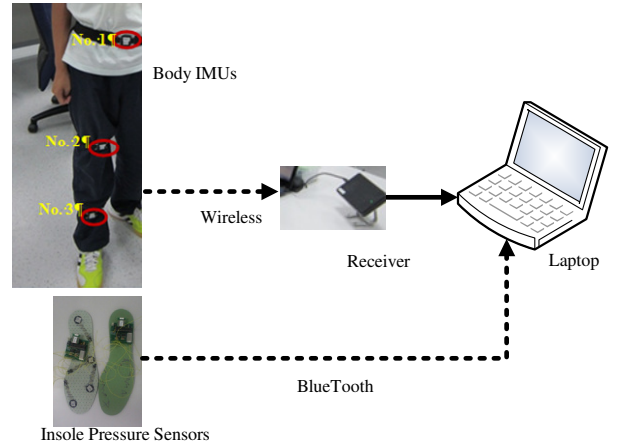 No.·1¶
Body IMUs
No.·2¶
No.·3¶
Wireless
Receiver
Laptop
BlueTooth
Insole Pressure Sensors